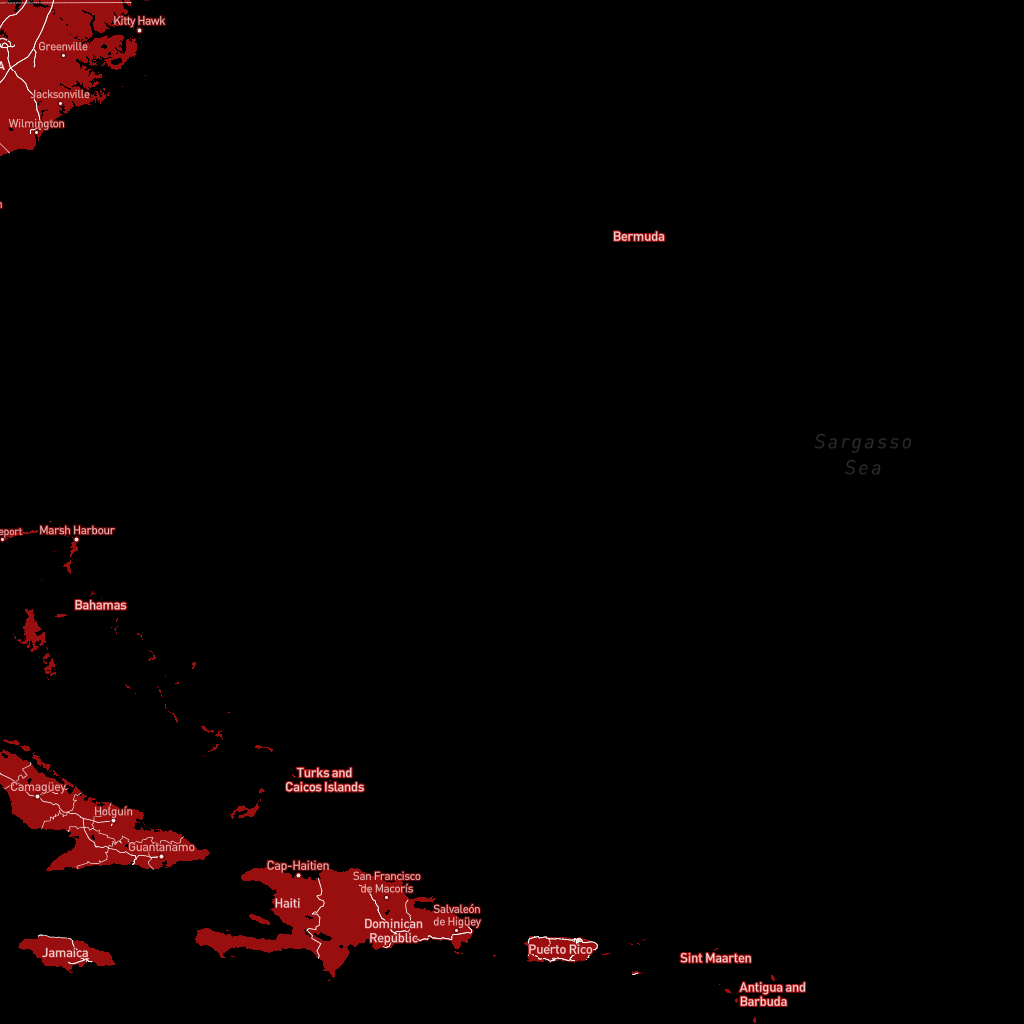 Kitty Hawk
Greenville
A
Jacksonville
Wilmington
Bermuda
Sargasso
Sea
eport
Marsh Harbour
Bahamas
Turks and
Caicos Islands
Camagüey
Holguín
Guantanamo
Cap-Haitien
San Francisco
de Macorís
Haiti
Salvaleón
de Higüey
Dominican
Republic
Jamaica
Puerto Rico
Sint Maarten
Antigua and
Barbuda